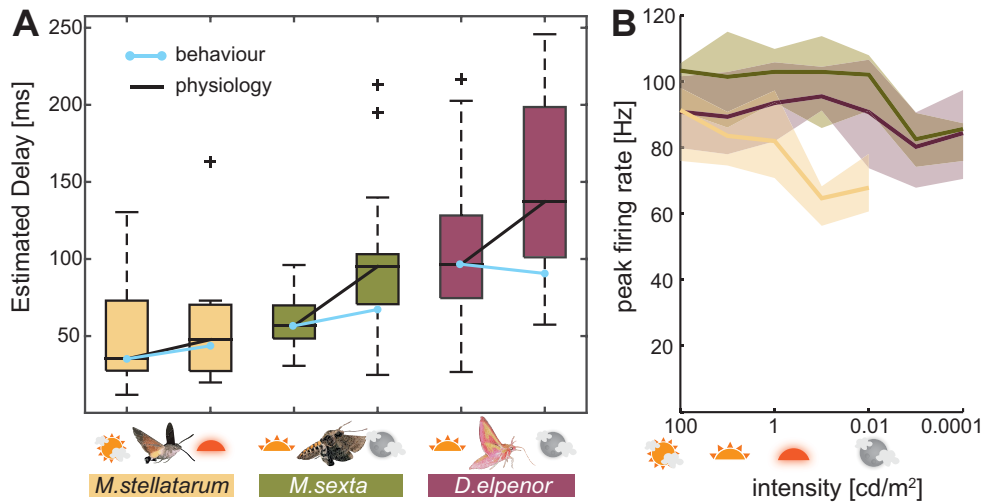 A
Estimated Delay [ms]
250
200
150
100
50
behaviour
physiology
M.stellatarum
M.sexta
D.elpenor
B
peak firing rate [Hz]
120
100
80
60
40
20
100
1
0.01
0.0001
intensity [cd/m²]